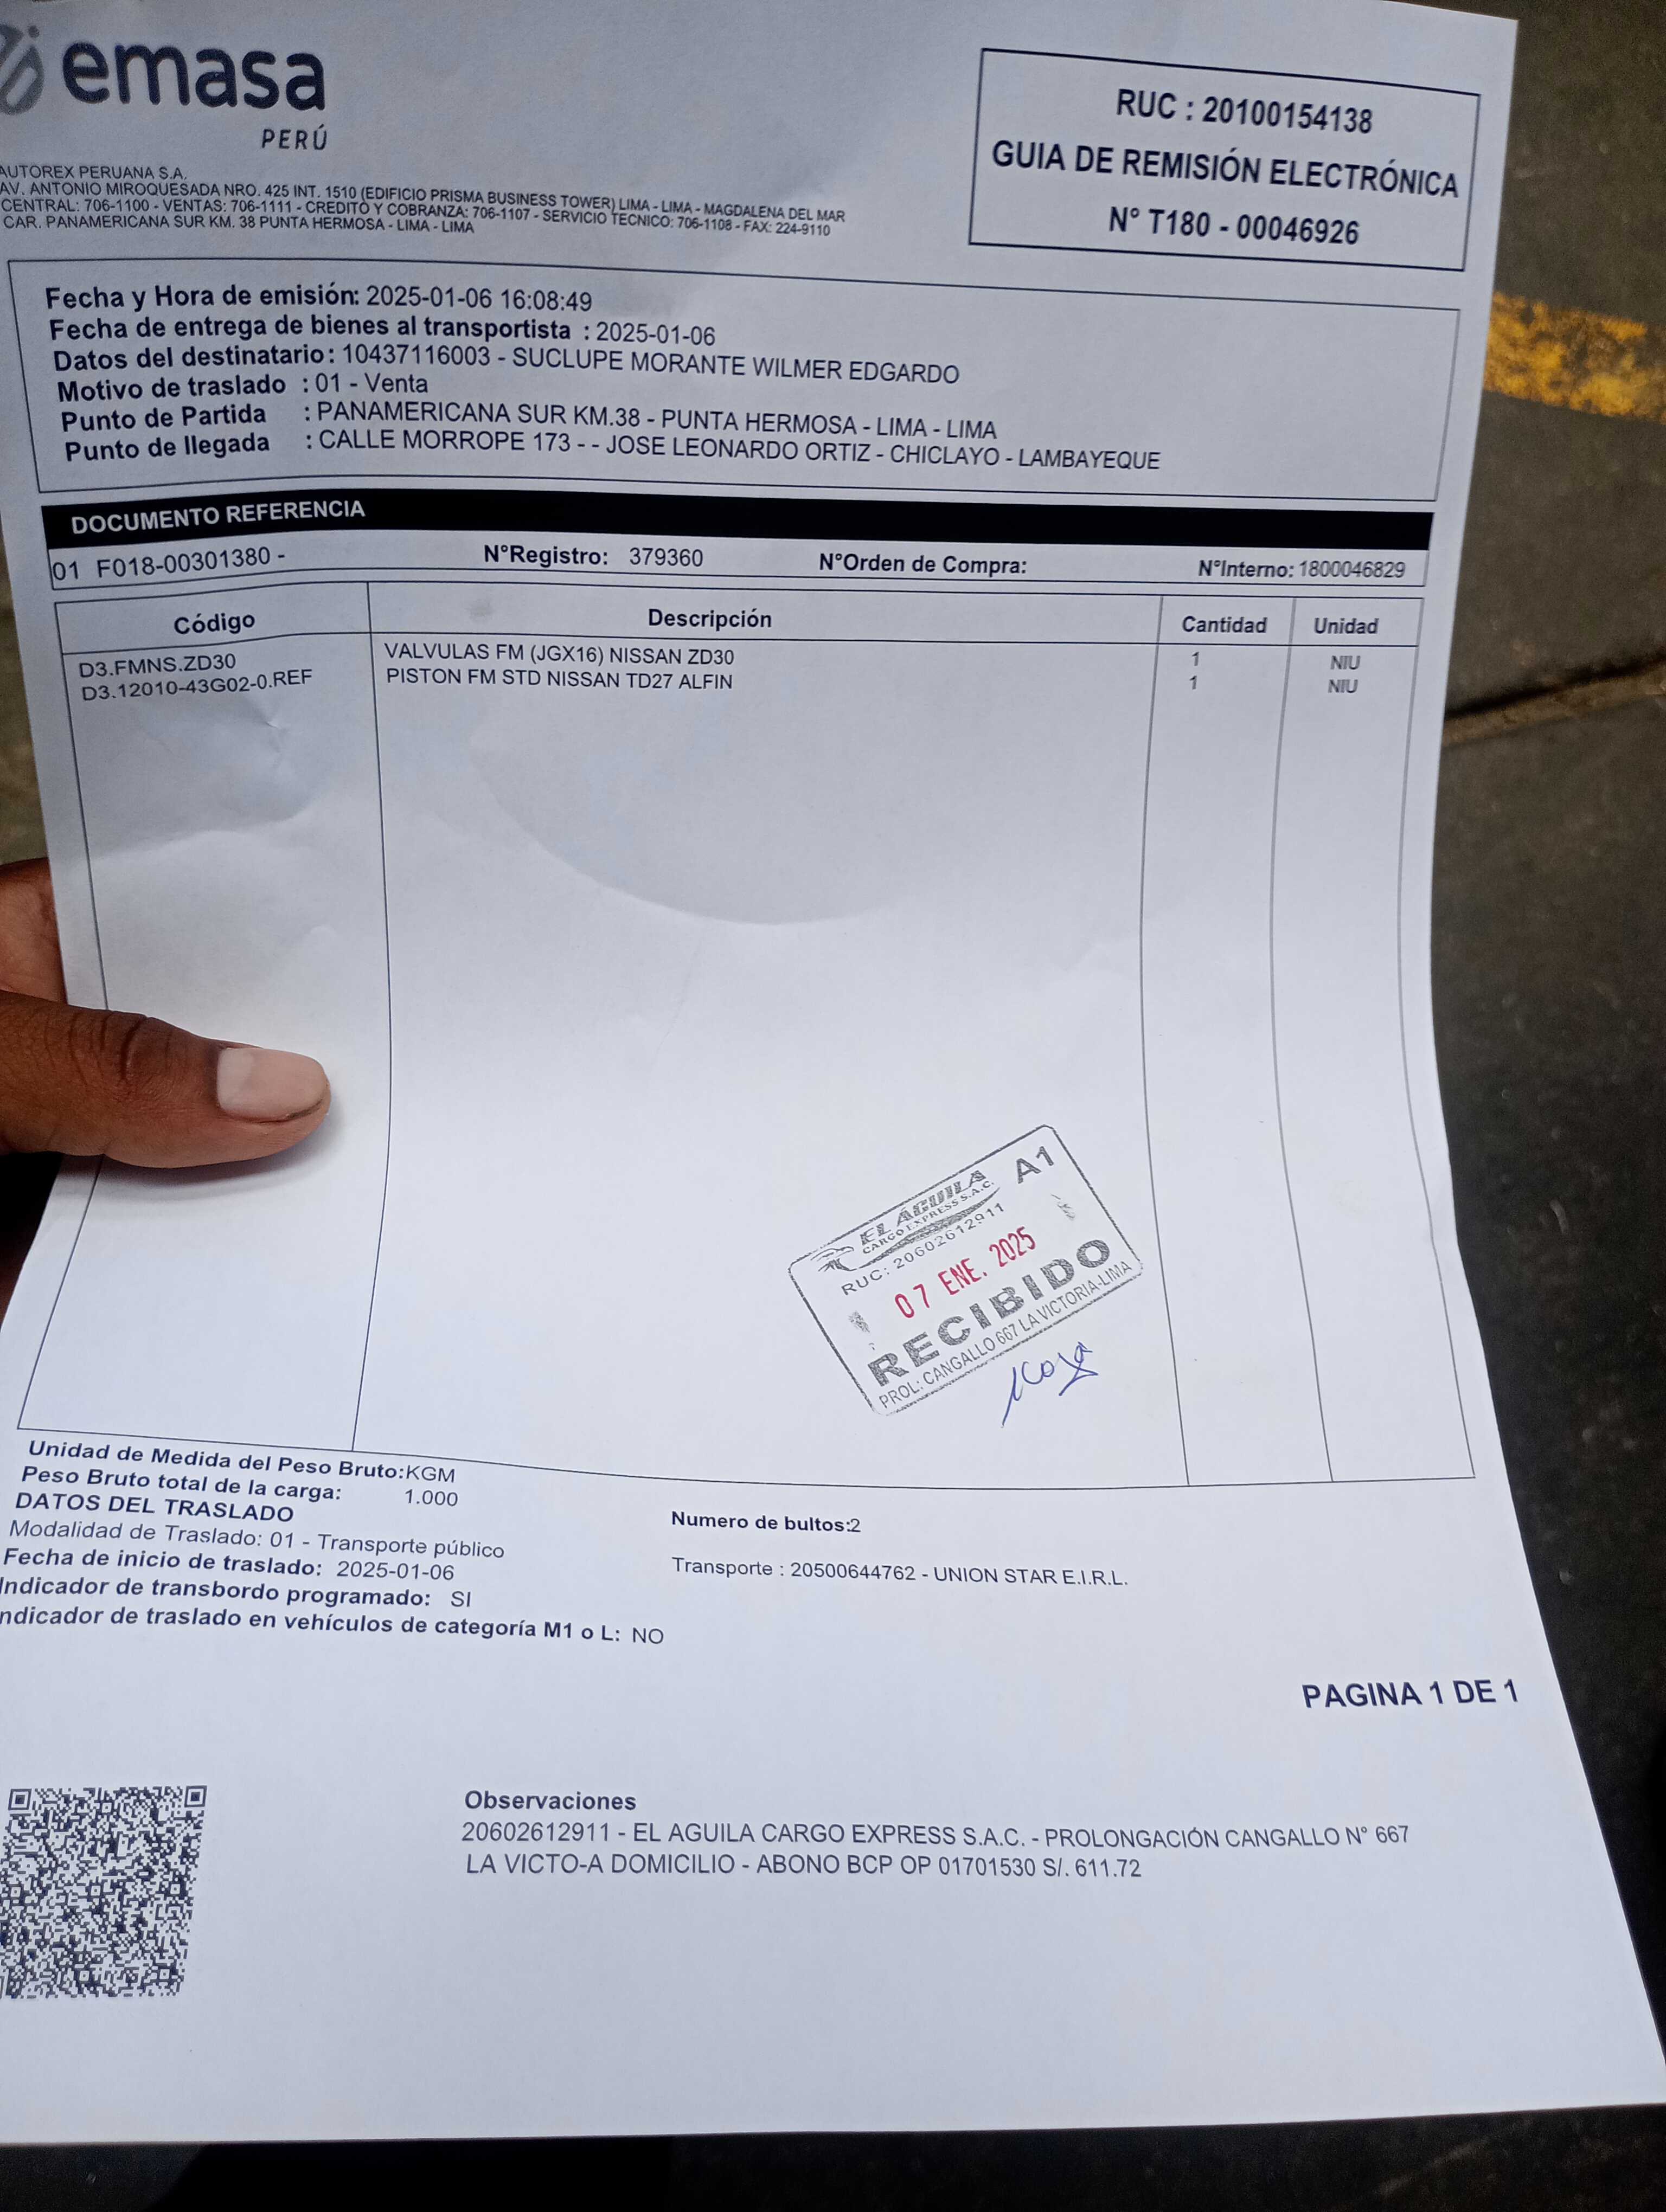 emasa
PERÚ
AUTOREX PERUANA S.A.
AV. ANTONIO MIROQUESADA NRO. 425 INT. 1510 (EDIFICIO PRISMA BUSINESS TOWER) LIMA - LIMA - MAGDALENA DEL MAR
CENTRAL: 706-1100 - VENTAS: 706-1111 - CREDITO Y COBRANZA: 706-1107 - SERVICIO TECNICO: 706-1108 - FAX: 224-9110
CAR. PANAMERICANA SUR KM. 38 PUNTA HERMOSA - LIMA - LIMA
RUC : 20100154138
GUIA DE REMISIÓN ELECTRÓNICA
N° T180 - 00046926
Fecha y Hora de emisión: 2025-01-06 16:08:49
Fecha de entrega de bienes al transportista : 2025-01-06
Datos del destinatario: 10437116003 - SUCLUPE MORANTE WILMER EDGARDO
Motivo de traslado : 01 - Venta
Punto de Partida : PANAMERICANA SUR KM.38 - PUNTA HERMOSA - LIMA - LIMA
Punto de llegada : CALLE MORROPE 173 - - JOSE LEONARDO ORTIZ - CHICLAYO - LAMBAYEQUE
DOCUMENTO REFERENCIA
01 F018-00301380 - N°Registro: 379360 N°Orden de Compra: N°Interno: 1800046829
Código Descripción Cantidad Unidad
D3.FMNS.ZD30 VALVULAS FM (JGX16) NISSAN ZD30 1 NIU
D3.12010-43G02-0.REF PISTON FM STD NISSAN TD27 ALFIN 1 NIU
EL ÁGUILA A1
CARGO EXPRESS S.A.C.
RUC: 20602612911
07 ENE. 2025
RECIBIDO
PROL: CANGALLO 667 LA VICTORIA-LIMA
Unidad de Medida del Peso Bruto:KGM
Peso Bruto total de la carga: 1.000
DATOS DEL TRASLADO
Numero de bultos:2
Modalidad de Traslado: 01 - Transporte público
Fecha de inicio de traslado: 2025-01-06
Transporte : 20500644762 - UNION STAR E.I.R.L.
Indicador de transbordo programado: SI
ndicador de traslado en vehículos de categoría M1 o L: NO
PAGINA 1 DE 1
Observaciones
20602612911 - EL AGUILA CARGO EXPRESS S.A.C. - PROLONGACIÓN CANGALLO N° 667
LA VICTO-A DOMICILIO - ABONO BCP OP 01701530 S/. 611.72